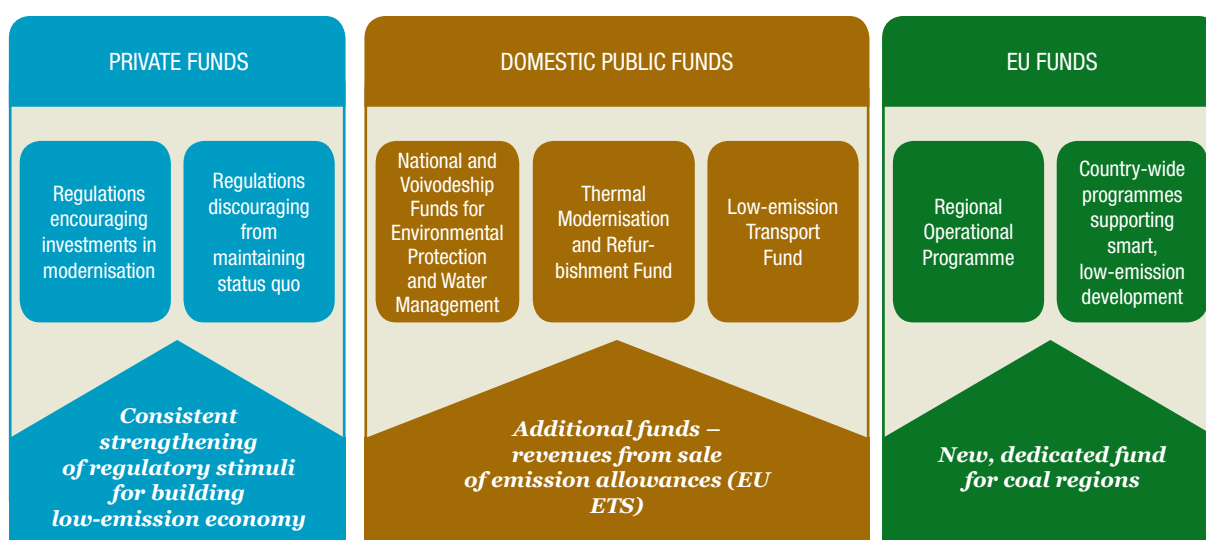 PRIVATE FUNDS
Regulations
encouraging
investments in
modernisation
Regulations
discouraging
from
maintaining
status quo
Consistent
strengthening
of regulatory stimuli
for building
low-emission economy
DOMESTIC PUBLIC FUNDS
National and
Voivodeship
Funds for
Environmental
Protection
and Water
Management
Thermal
Modernisation
and Refur-
bishment Fund
Low-emission
Transport
Fund
Additional funds –
revenues from sale
of emission allowances (EU
ETS)
EU FUNDS
Regional
Operational
Programme
Country-wide
programmes
supporting
smart,
low-emission
development
New, dedicated fund
for coal regions